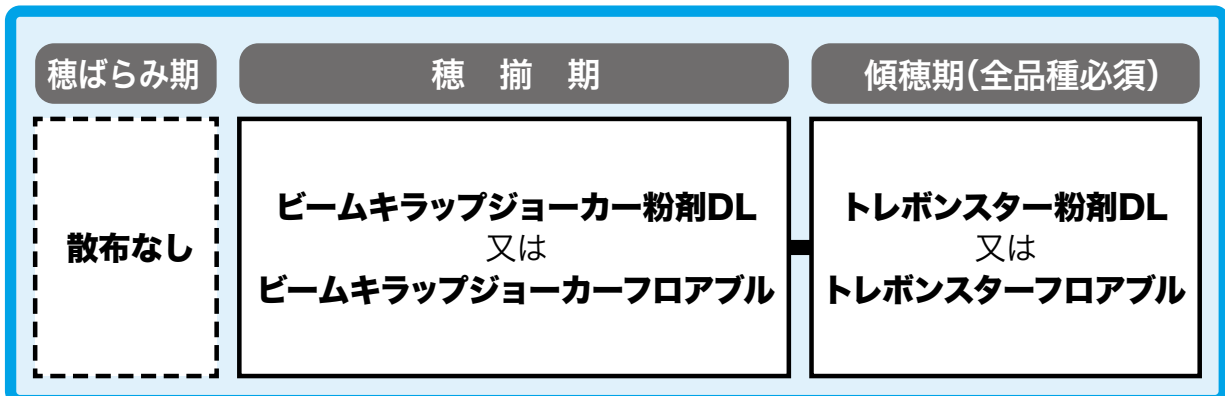 穂ばらみ期
穂 揃 期
傾穂期(全品種必須)
散布なし
ビームキラップジョーカー粉剤DL
又は
ビームキラップジョーカーフロアブル
トレボンスター粉剤DL
又は
トレボンスターフロアブル